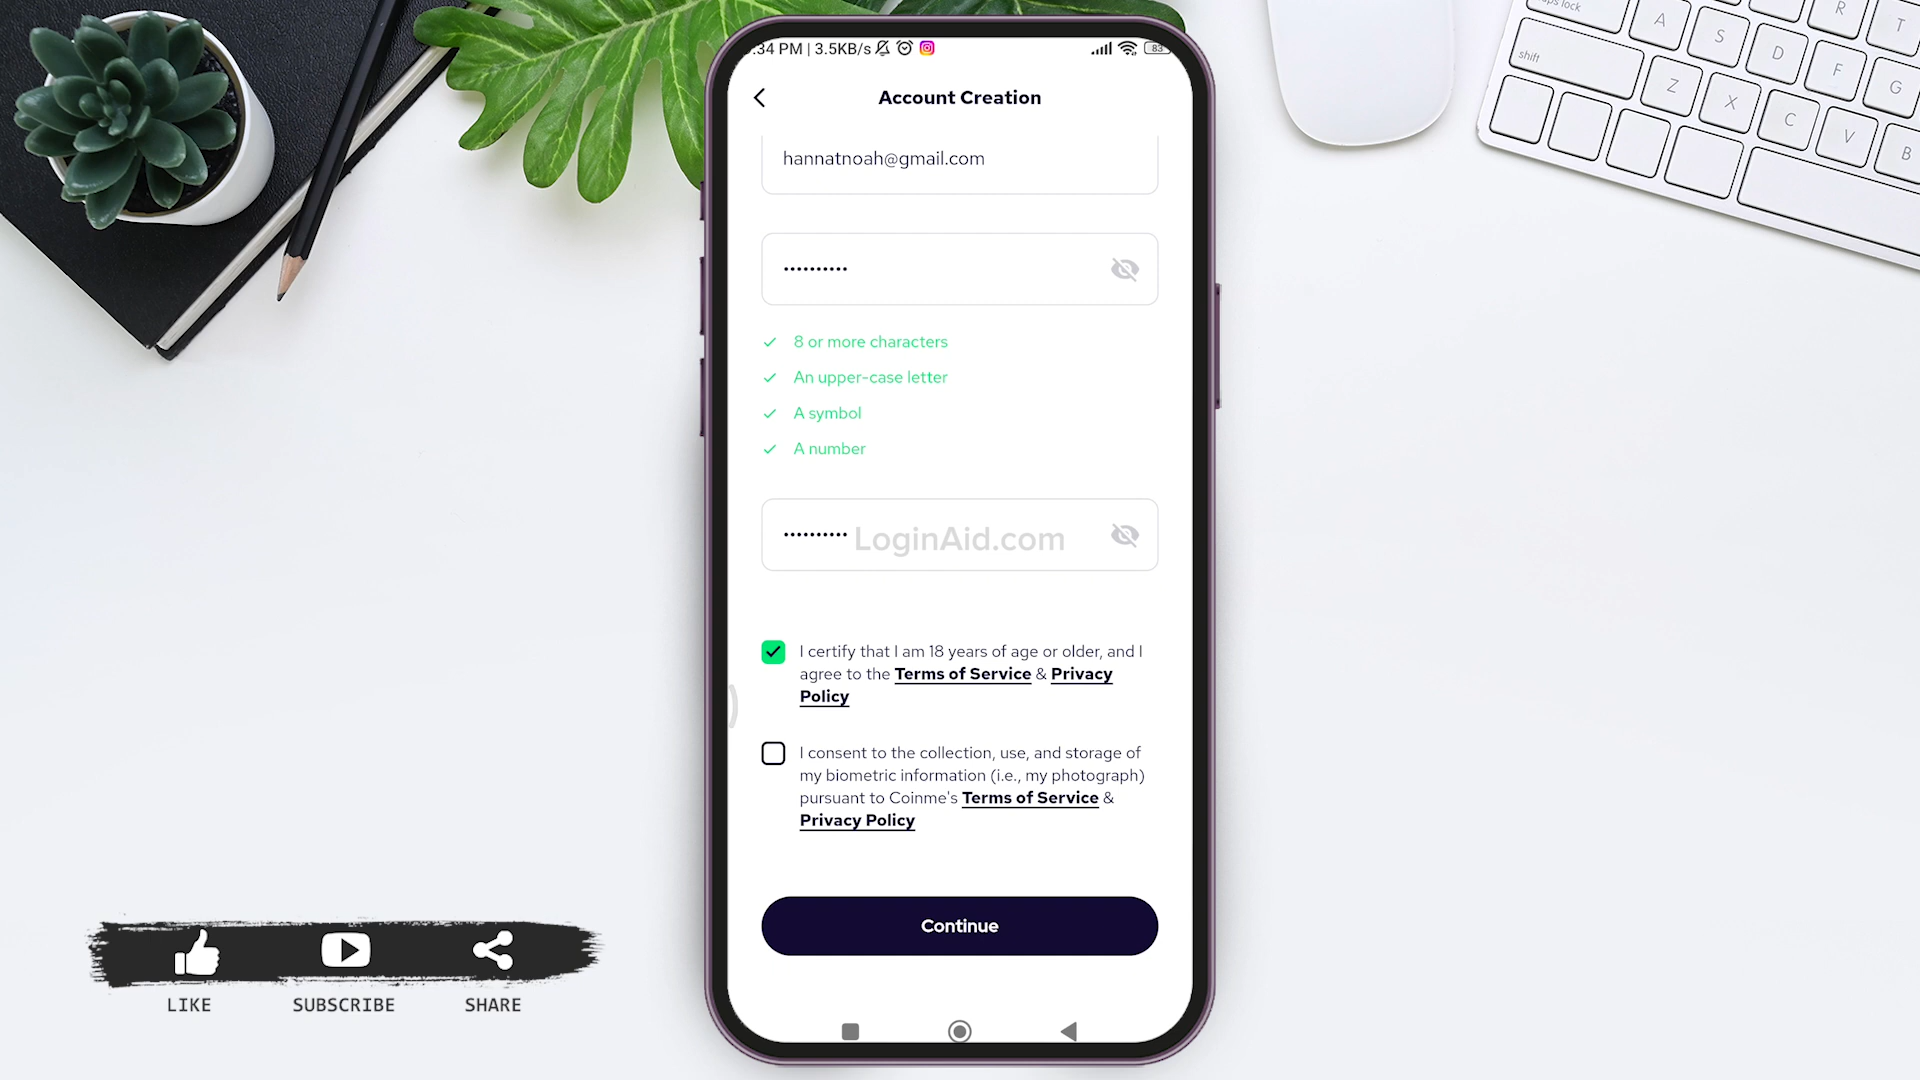 :34 PM | 3.5KB/s
83
Account Creation
hannatnoah@gmail.com
••••••••••
8 or more characters
An upper-case letter
A symbol
A number
••••••••••
LoginAid.com
I certify that I am 18 years of age or older, and I
agree to the Terms of Service & Privacy
Policy
I consent to the collection, use, and storage of
my biometric information (i.e., my photograph)
pursuant to Coinme's Terms of Service &
Privacy Policy
Continue
LIKE
SUBSCRIBE
SHARE
A
S
D
F
G
R
T
shift
Z
X
C
V
B